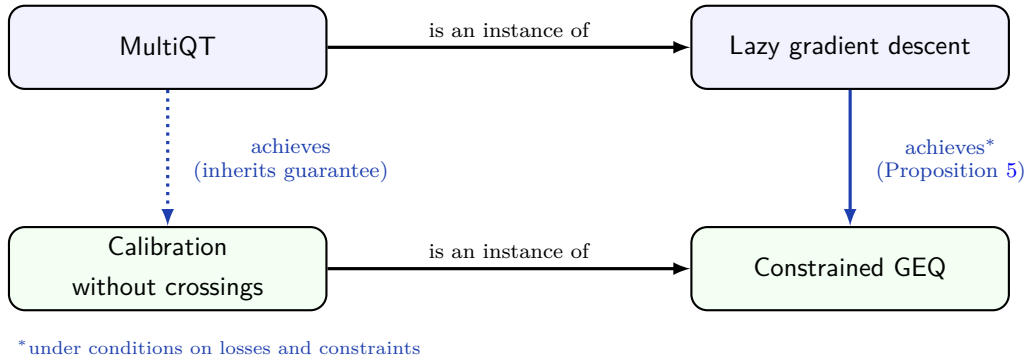 MultiQT
is an instance of
Lazy gradient descent
achieves
(inherits guarantee)
achieves*
(Proposition 5)
Calibration
without crossings
is an instance of
Constrained GEQ
*under conditions on losses and constraints